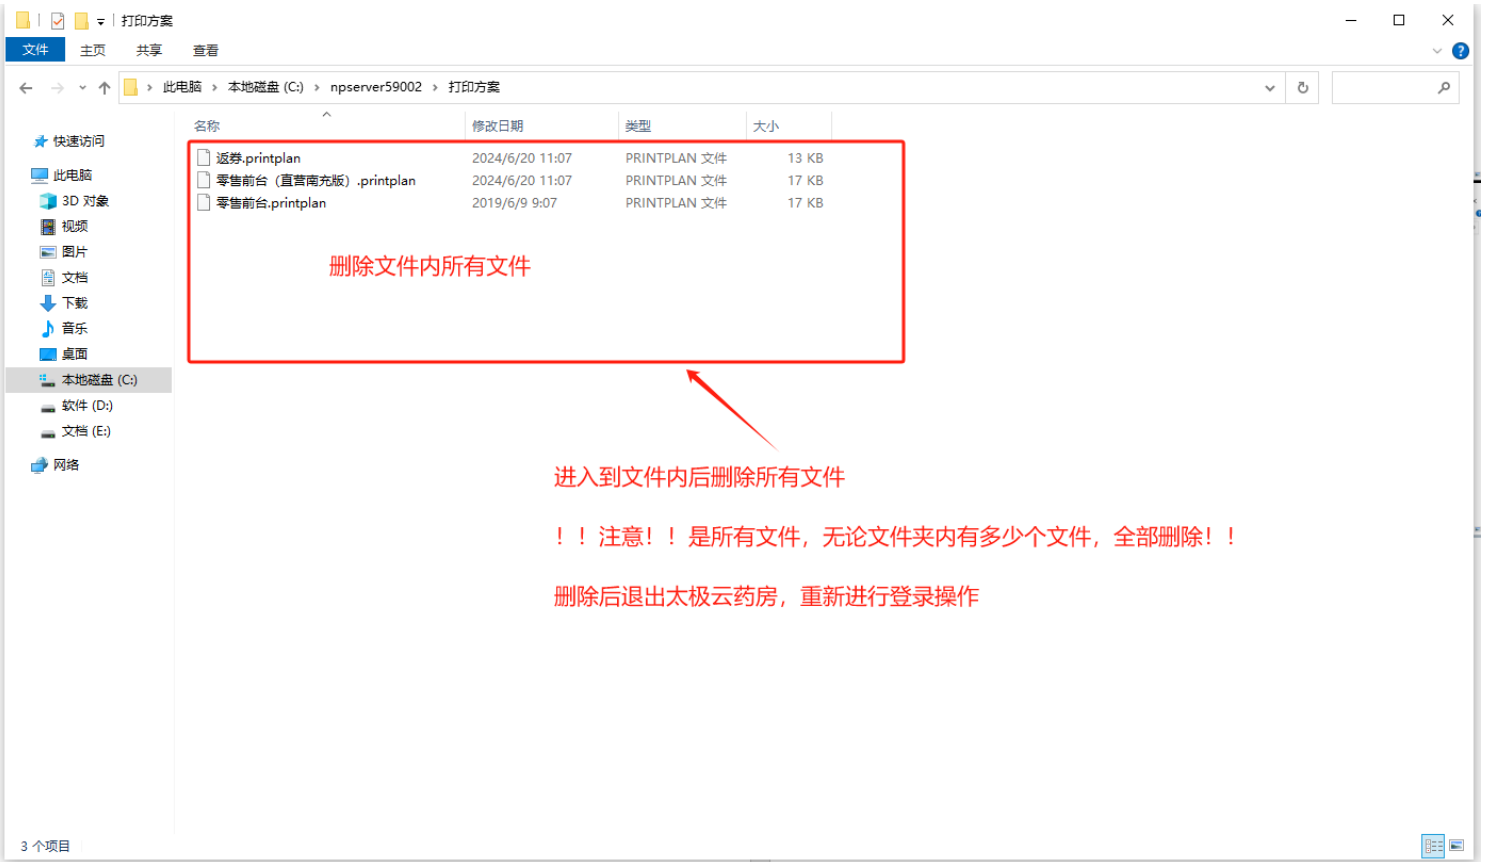 打印方案
文件 主页 共享 查看
此电脑 › 本地磁盘 (C:) › npserver59002 › 打印方案
名称 修改日期 类型 大小
快速访问
此电脑
3D 对象
视频
图片
文档
下载
音乐
桌面
本地磁盘 (C:)
软件 (D:)
文档 (E:)
网络
返券.printplan 2024/6/20 11:07 PRINTPLAN 文件 13 KB
零售前台（直营南充版）.printplan 2024/6/20 11:07 PRINTPLAN 文件 17 KB
零售前台.printplan 2019/6/9 9:07 PRINTPLAN 文件 17 KB
删除文件内所有文件
进入到文件内后删除所有文件
！！注意！！是所有文件，无论文件夹内有多少个文件，全部删除！！
删除后退出太极云药房，重新进行登录操作
3 个项目